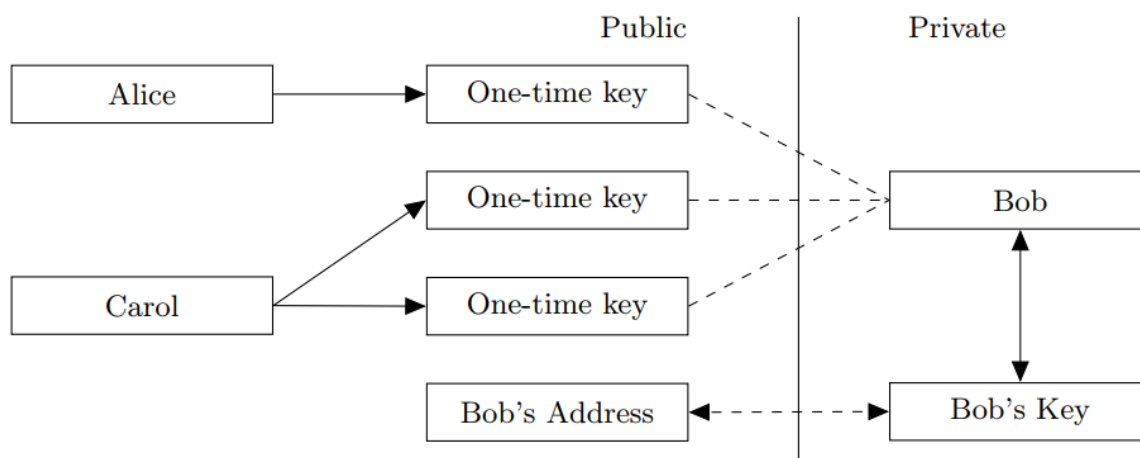 Public
Private
Alice
One-time key
One-time key
Bob
Carol
One-time key
Bob's Address
Bob's Key